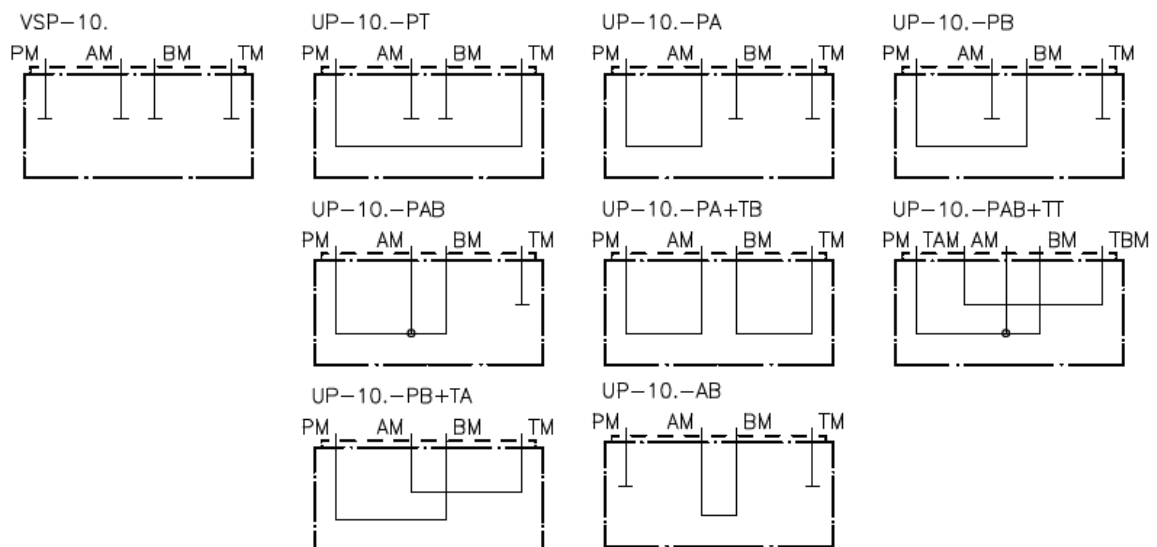 VSP-10. UP-10.-PT UP-10.-PA UP-10.-PB
PM AM BM TM PM AM BM TM PM AM BM TM PM AM BM TM
UP-10.-PAB UP-10.-PA+TB UP-10.-PAB+TT
PM AM BM TM PM AM BM TM PM TAM AM BM TBM
UP-10.-PB+TA UP-10.-AB
PM AM BM TM PM AM BM TM